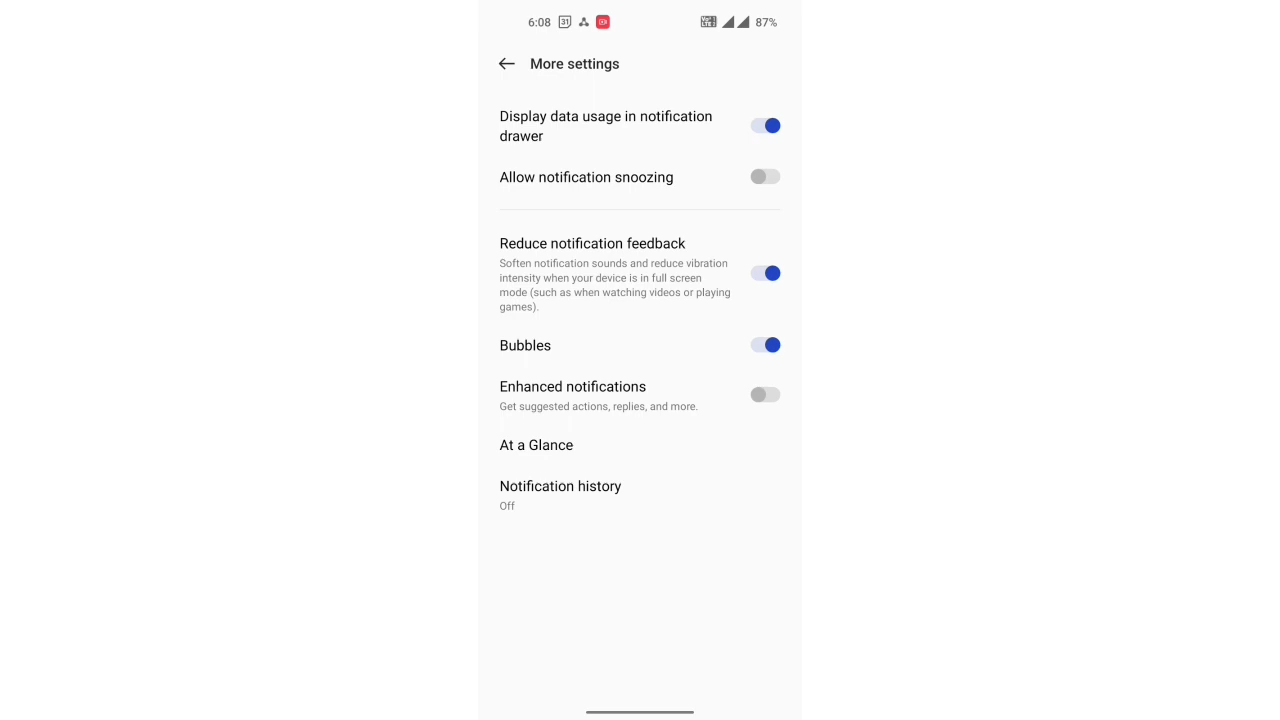 6:08 31 87%
More settings
Display data usage in notification
drawer
Allow notification snoozing
Reduce notification feedback
Soften notification sounds and reduce vibration
intensity when your device is in full screen
mode (such as when watching videos or playing
games).
Bubbles
Enhanced notifications
Get suggested actions, replies, and more.
At a Glance
Notification history
Off